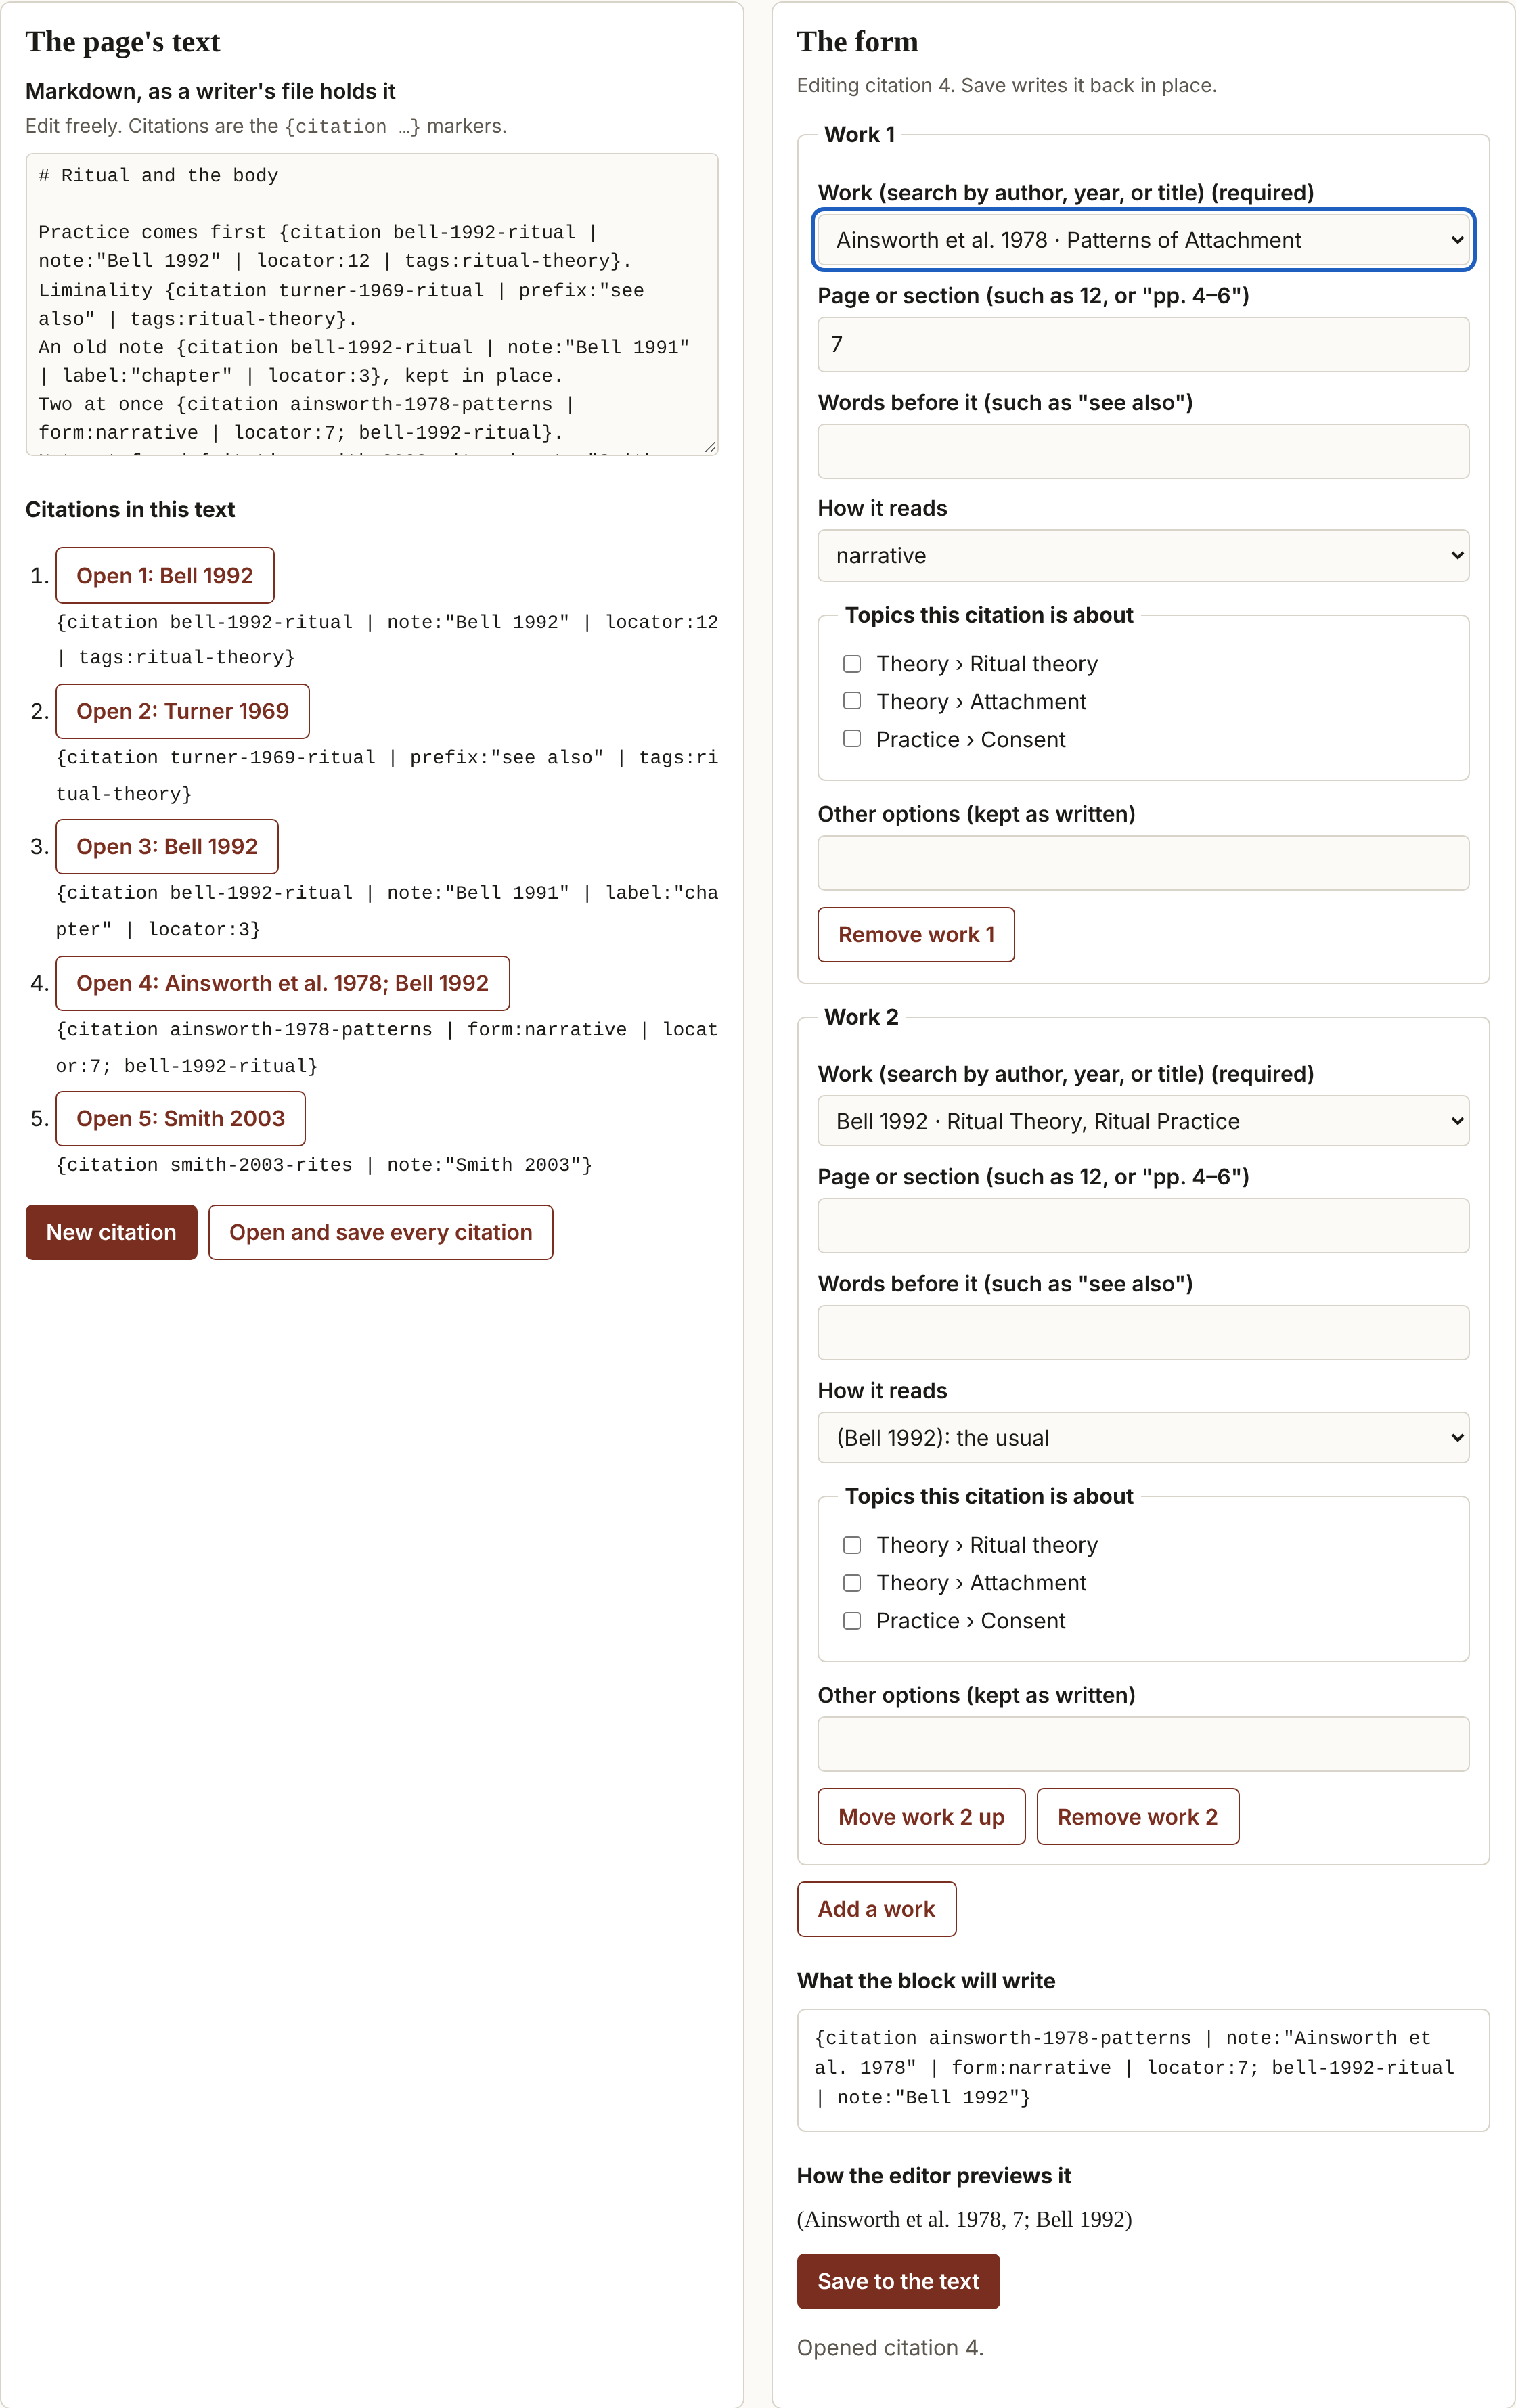 The page's text
Markdown, as a writer's file holds it
Edit freely. Citations are the {citation …} markers.
# Ritual and the body
Practice comes first {citation bell-1992-ritual |
note:"Bell 1992" | locator:12 | tags:ritual-theory}.
Liminality {citation turner-1969-ritual | prefix:"see
also" | tags:ritual-theory}.
An old note {citation bell-1992-ritual | note:"Bell 1991"
| label:"chapter" | locator:3}, kept in place.
Two at once {citation ainsworth-1978-patterns |
form:narrative | locator:7; bell-1992-ritual}.
Citations in this text
1. Open 1: Bell 1992
{citation bell-1992-ritual | note:"Bell 1992" | locator:12
| tags:ritual-theory}
2. Open 2: Turner 1969
{citation turner-1969-ritual | prefix:"see also" | tags:ri
tual-theory}
3. Open 3: Bell 1992
{citation bell-1992-ritual | note:"Bell 1991" | label:"cha
pter" | locator:3}
4. Open 4: Ainsworth et al. 1978; Bell 1992
{citation ainsworth-1978-patterns | form:narrative | locat
or:7; bell-1992-ritual}
5. Open 5: Smith 2003
{citation smith-2003-rites | note:"Smith 2003"}
New citation
Open and save every citation
The form
Editing citation 4. Save writes it back in place.
Work 1
Work (search by author, year, or title) (required)
Ainsworth et al. 1978 · Patterns of Attachment
Page or section (such as 12, or "pp. 4–6")
7
Words before it (such as "see also")
How it reads
narrative
Topics this citation is about
Theory › Ritual theory
Theory › Attachment
Practice › Consent
Other options (kept as written)
Remove work 1
Work 2
Work (search by author, year, or title) (required)
Bell 1992 · Ritual Theory, Ritual Practice
Page or section (such as 12, or "pp. 4–6")
Words before it (such as "see also")
How it reads
(Bell 1992): the usual
Topics this citation is about
Theory › Ritual theory
Theory › Attachment
Practice › Consent
Other options (kept as written)
Move work 2 up
Remove work 2
Add a work
What the block will write
{citation ainsworth-1978-patterns | note:"Ainsworth et
al. 1978" | form:narrative | locator:7; bell-1992-ritual
| note:"Bell 1992"}
How the editor previews it
(Ainsworth et al. 1978, 7; Bell 1992)
Save to the text
Opened citation 4.